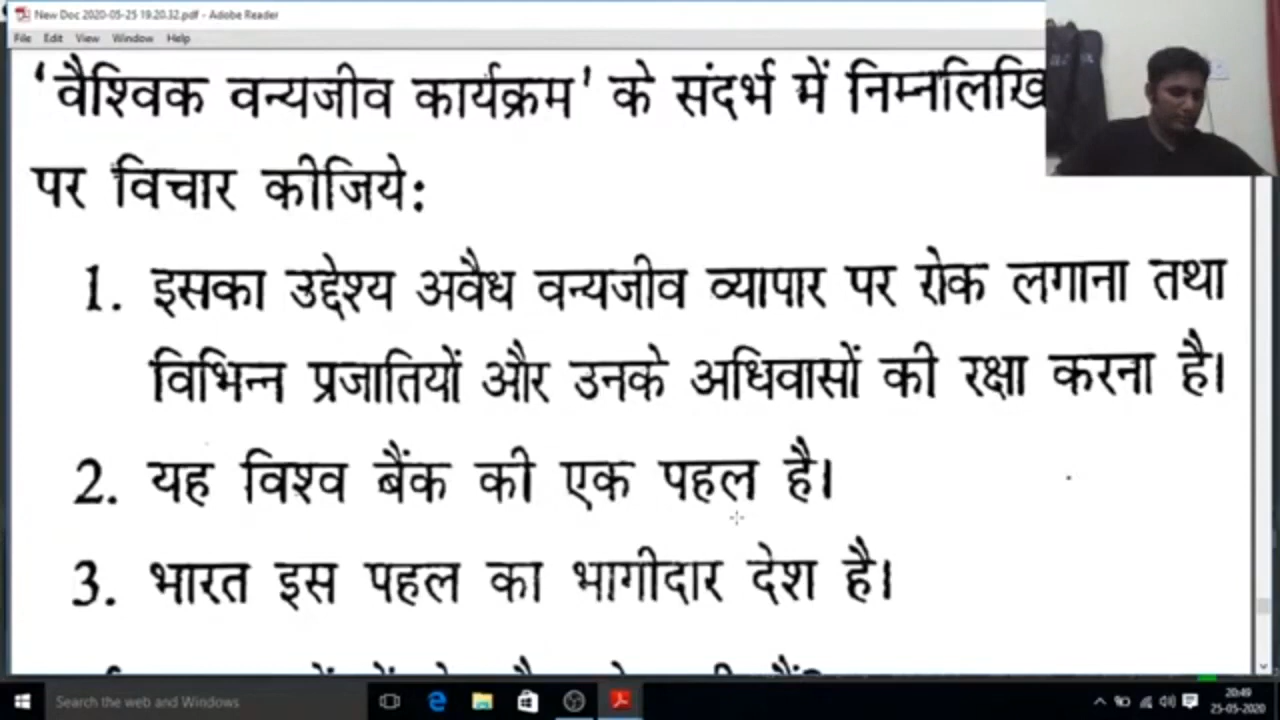 New Doc 2020-05-25 19.20.32.pdf - Adobe Reader
File Edit View Window Help
'वैश्विक वन्यजीव कार्यक्रम' के संदर्भ में
पर विचार कीजिये:
1. इसका उद्देश्य अवैध वन्यजीव व्यापार पर रोक लगाना तथा
विभिन्न प्रजातियों और उनके अधिवासों की रक्षा करना है।
2. यह विश्व बैंक की एक पहल है।
3. भारत इस पहल का भागीदार देश है।
Search the web and Windows
20:49
25-05-2020